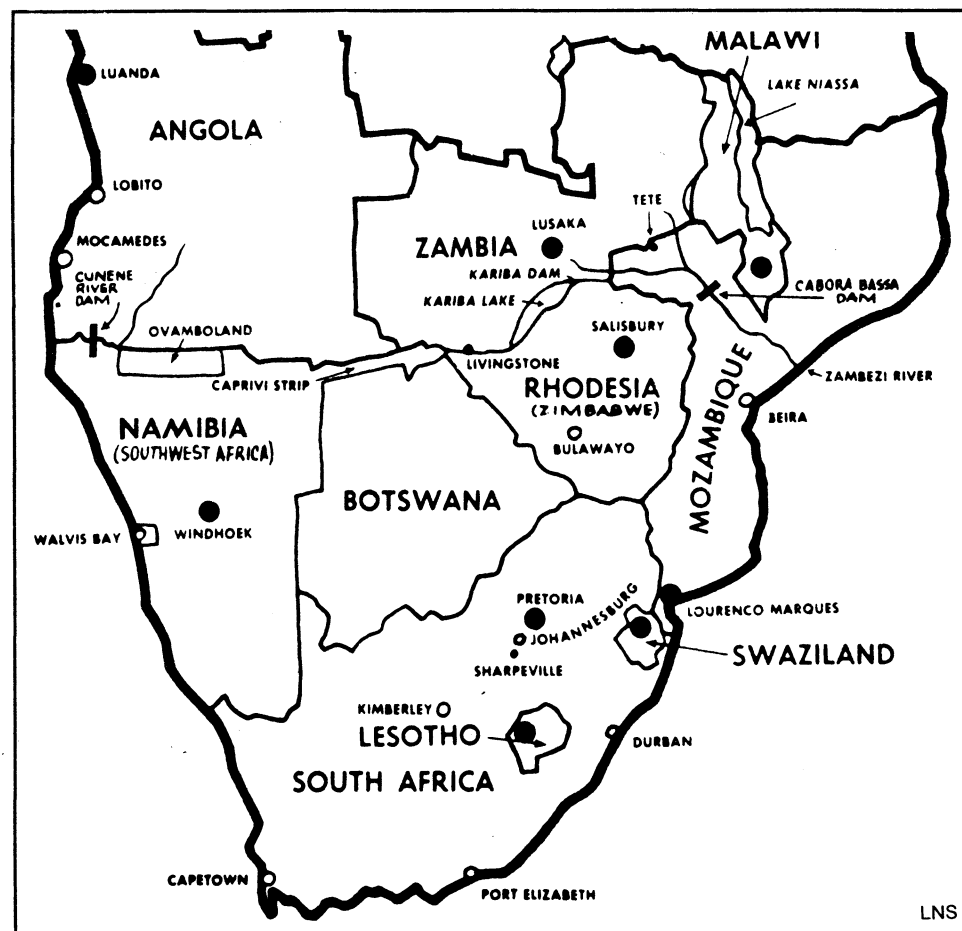 MALAWI
LUANDA
LAKE NIASSA
ANGOLA
LOBITO
TETE
LUSAKA
MOCAMEDES
ZAMBIA
CUNENE
RIVER
DAM
KARIBA DAM
CABORA BASSA
DAM
KARIBA LAKE
OVAMBOLAND
SALISBURY
LIVINGSTONE
CAPRIVI STRIP
RHODESIA
(ZIMBABWE)
ZAMBEZI RIVER
MOZAMBIQUE
BEIRA
NAMIBIA
(SOUTHWEST AFRICA)
BULAWAYO
BOTSWANA
WALVIS BAY
WINDHOEK
PRETORIA
JOHANNESBURG
LOURENCO MARQUES
SHARPEVILLE
SWAZILAND
KIMBERLEY
LESOTHO
DURBAN
SOUTH AFRICA
CAPETOWN
PORT ELIZABETH
LNS